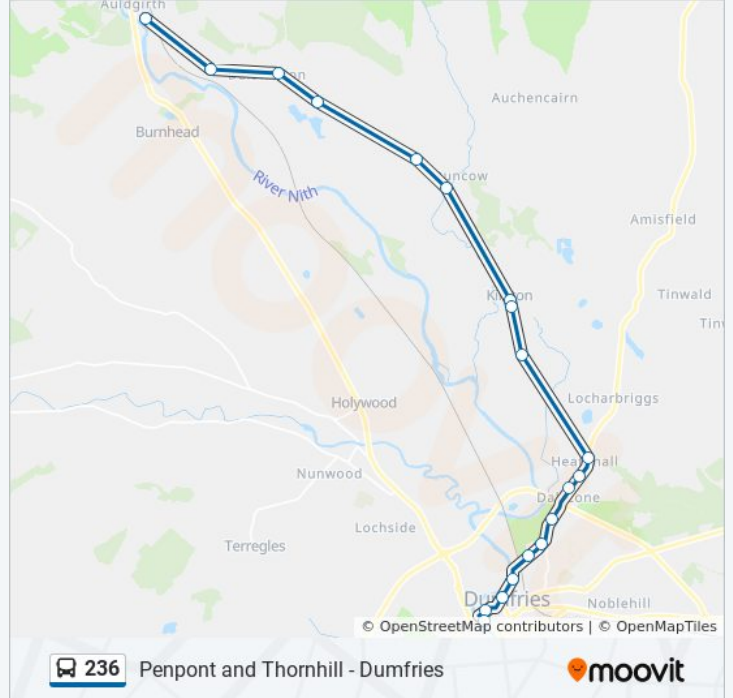 Auldgirth
Auchencairn
Burnhead
River Nith
Amisfield
Tinwald
Holywood
Locharbriggs
Nunwood
Lochside
Terregles
Dumfries
Noblehill
© OpenStreetMap contributors | © OpenMapTiles
236 Penpont and Thornhill - Dumfries
moovit